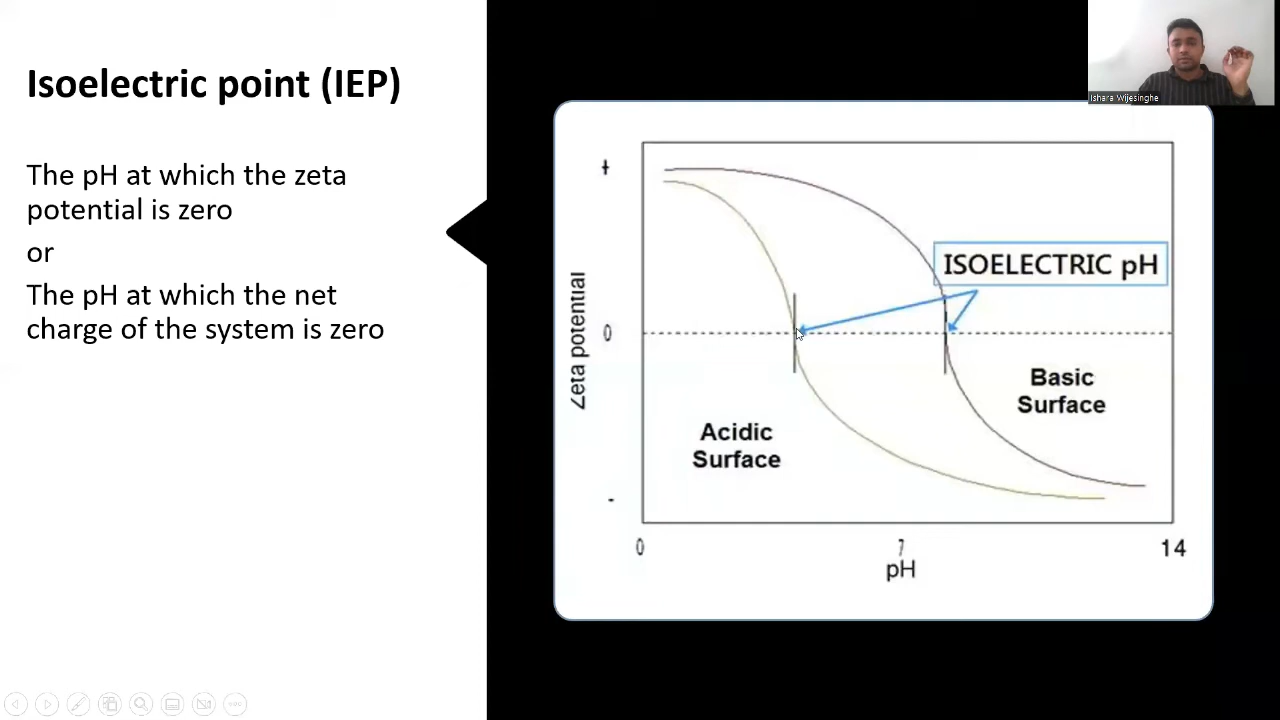 Isoelectric point (IEP)
The pH at which the zeta
potential is zero
or
The pH at which the net
charge of the system is zero
Ishara Wijesinghe
+
ISOELECTRIC pH
Zeta potential
0
Basic
Surface
Acidic
Surface
-
0
7
14
pH